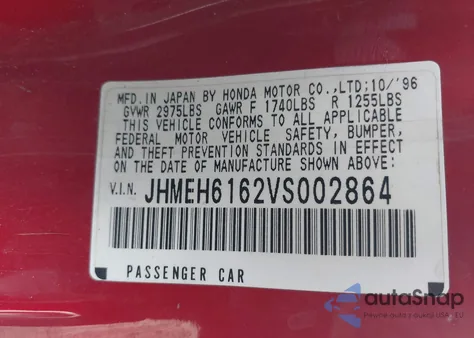 MFD. IN JAPAN BY HONDA MOTOR CO., LTD; 10/'96
GVWR 2975LBS GAWR F 1740LBS R 1255LBS
THIS VEHICLE CONFORMS TO ALL APPLICABLE
FEDERAL MOTOR VEHICLE SAFETY, BUMPER,
AND THEFT PREVENTION STANDARDS IN EFFECT
ON THE DATE OF MANUFACTURE SHOWN ABOVE:
V.I.N. JHMEH6162VS002864
PASSENGER CAR
autoSnap